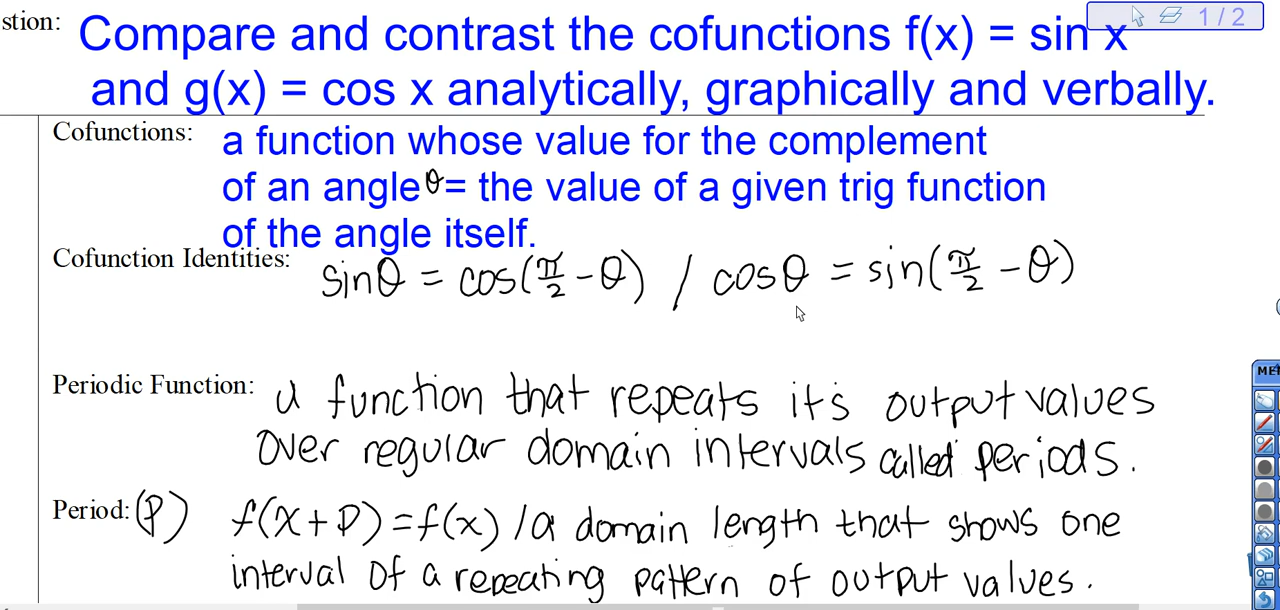 stion: Compare and contrast the cofunctions f(x) = sin x
1 / 2
and g(x) = cos x analytically, graphically and verbally.
Cofunctions: a function whose value for the complement
of an angle θ = the value of a given trig function
of the angle itself.
Cofunction Identities: sinθ = cos(π/2 - θ) / cosθ = sin(π/2 - θ)
Periodic Function: a function that repeats it's output values
over regular domain intervals called periods.
Period: (P) f(x+P) = f(x) / a domain length that shows one
interval of a repeating pattern of output values.